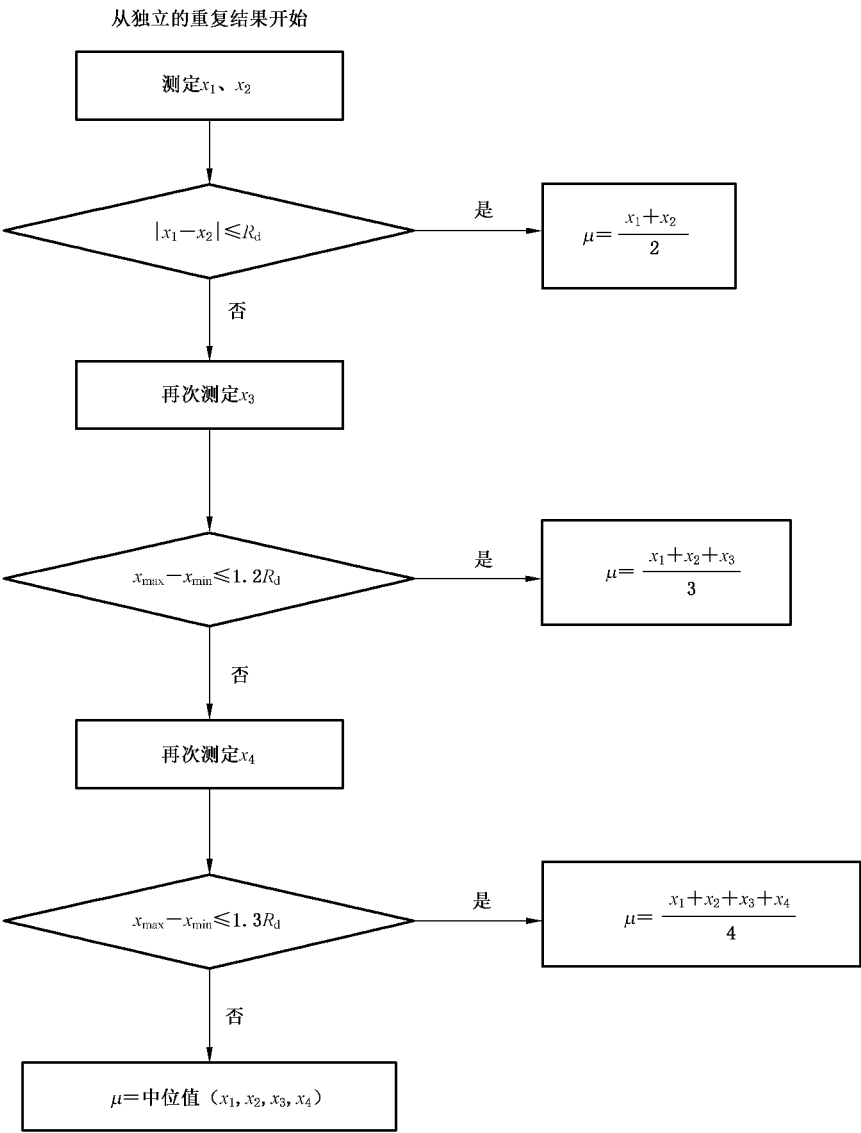 从独立的重复结果开始
测定x₁、x₂
|x₁−x₂|≤R_d
是
μ=(x₁+x₂)/2
否
再次测定x₃
x_max−x_min≤1.2R_d
是
μ=(x₁+x₂+x₃)/3
否
再次测定x₄
x_max−x_min≤1.3R_d
是
μ=(x₁+x₂+x₃+x₄)/4
否
μ=中位值（x₁,x₂,x₃,x₄）